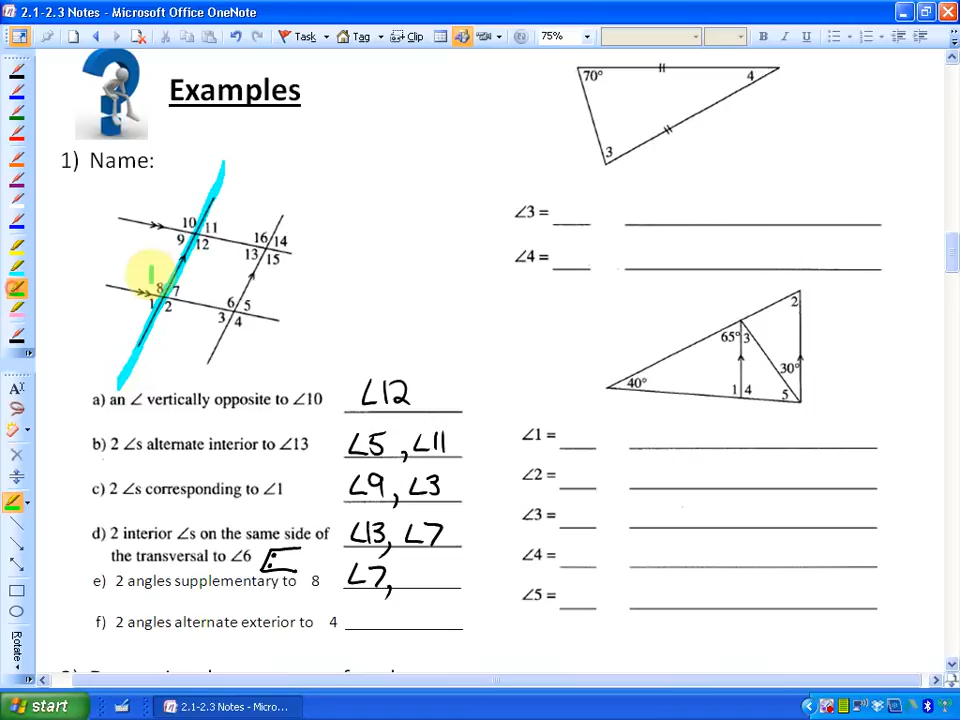 2.1-2.3 Notes - Microsoft Office OneNote
Task Tag Clip 75% B I U
Examples
1) Name:
10 11
9 12
16 14
13 15
8 7
1 2
6 5
3 4
a) an ∠ vertically opposite to ∠10 ∠12
b) 2 ∠s alternate interior to ∠13 ∠5, ∠11
c) 2 ∠s corresponding to ∠1 ∠9, ∠3
d) 2 interior ∠s on the same side of
the transversal to ∠6 ∠13, ∠7
e) 2 angles supplementary to 8 ∠7,
f) 2 angles alternate exterior to 4
70° 4
3
∠3 =
∠4 =
2
65° 3
30°
40° 1 4 5
∠1 =
∠2 =
∠3 =
∠4 =
∠5 =
Rotate
start 2.1-2.3 Notes - Micro...